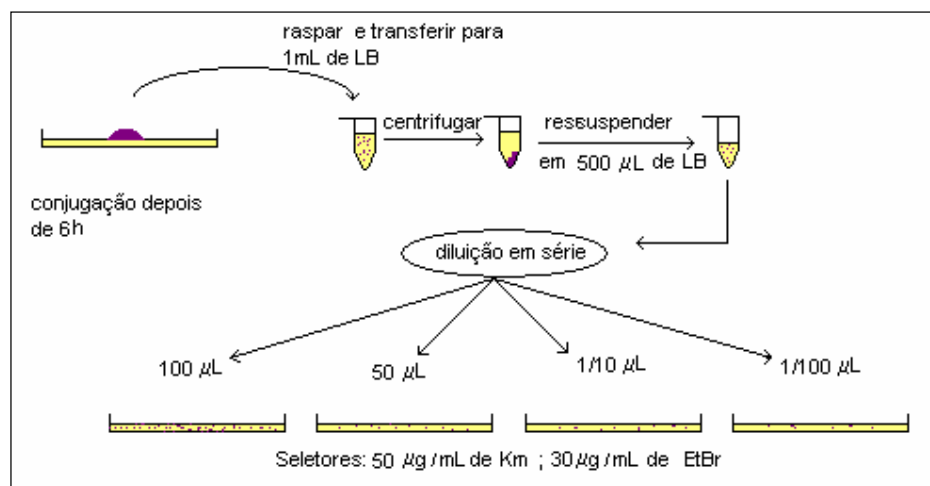 raspar e transferir para
1mL de LB
centrifugar
ressuspender
em 500 µL de LB
conjugação depois
de 6h
diluição em série
100 µL
50 µL
1/10 µL
1/100 µL
Seletores: 50 µg/mL de Km ; 30µg/mL de EtBr